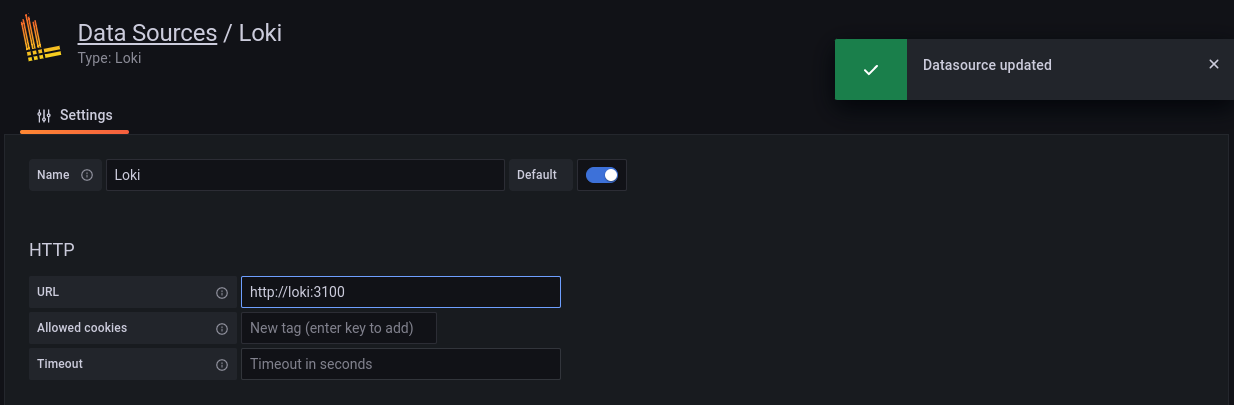 Data Sources / Loki
Type: Loki
Datasource updated
Settings
Name Loki Default
HTTP
URL http://loki:3100
Allowed cookies New tag (enter key to add)
Timeout Timeout in seconds